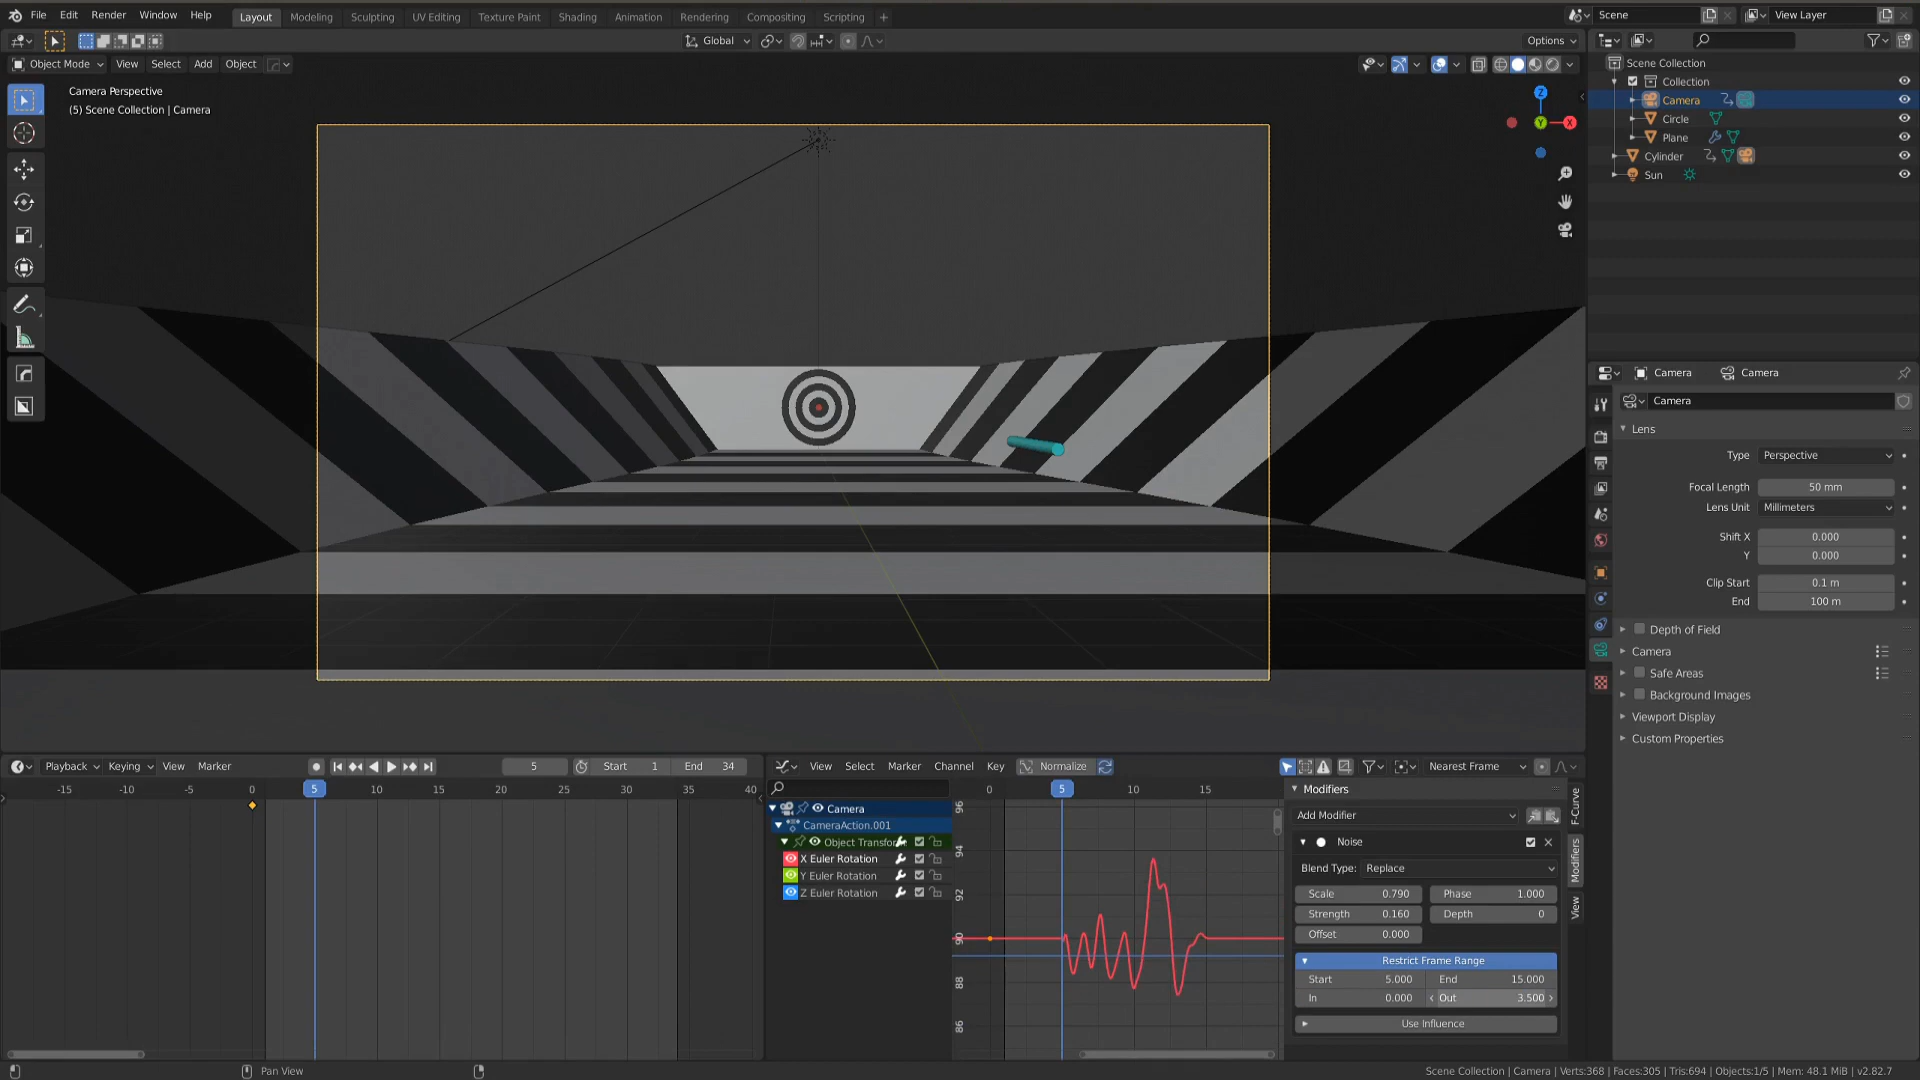 File Edit Render Window Help Layout Modeling Sculpting UV Editing Texture Paint Shading Animation Rendering Compositing Scripting + Scene View Layer
Global Options
Object Mode View Select Add Object
Camera Perspective
(5) Scene Collection | Camera
Z
Y
X
Scene Collection
Collection
Camera
Circle
Plane
Cylinder
Sun
Camera Camera
Camera
Lens
Type Perspective
Focal Length 50 mm
Lens Unit Millimeters
Shift X 0.000
Y 0.000
Clip Start 0.1 m
End 100 m
Depth of Field
Camera
Safe Areas
Background Images
Viewport Display
Custom Properties
Playback Keying View Marker 5 Start 1 End 34
-15 -10 -5 5 10 15 20 25 30 35 40
View Select Marker Channel Key Normalize Nearest Frame
0 5 10 15
Camera
CameraAction.001
Object Transfor
X Euler Rotation
Y Euler Rotation
Z Euler Rotation
96
94
92
90
88
86
Modifiers
Add Modifier
Noise
Blend Type: Replace
Scale 0.790 Phase 1.000
Strength 0.160 Depth 0
Offset 0.000
Restrict Frame Range
Start 5.000 End 15.000
In 0.000 Out 3.500
Use Influence
F-Curve
Modifiers
View
Pan View
Scene Collection | Camera | Verts:368 | Faces:305 | Tris:694 | Objects:1/5 | Mem: 48.1 MiB | v2.82.7